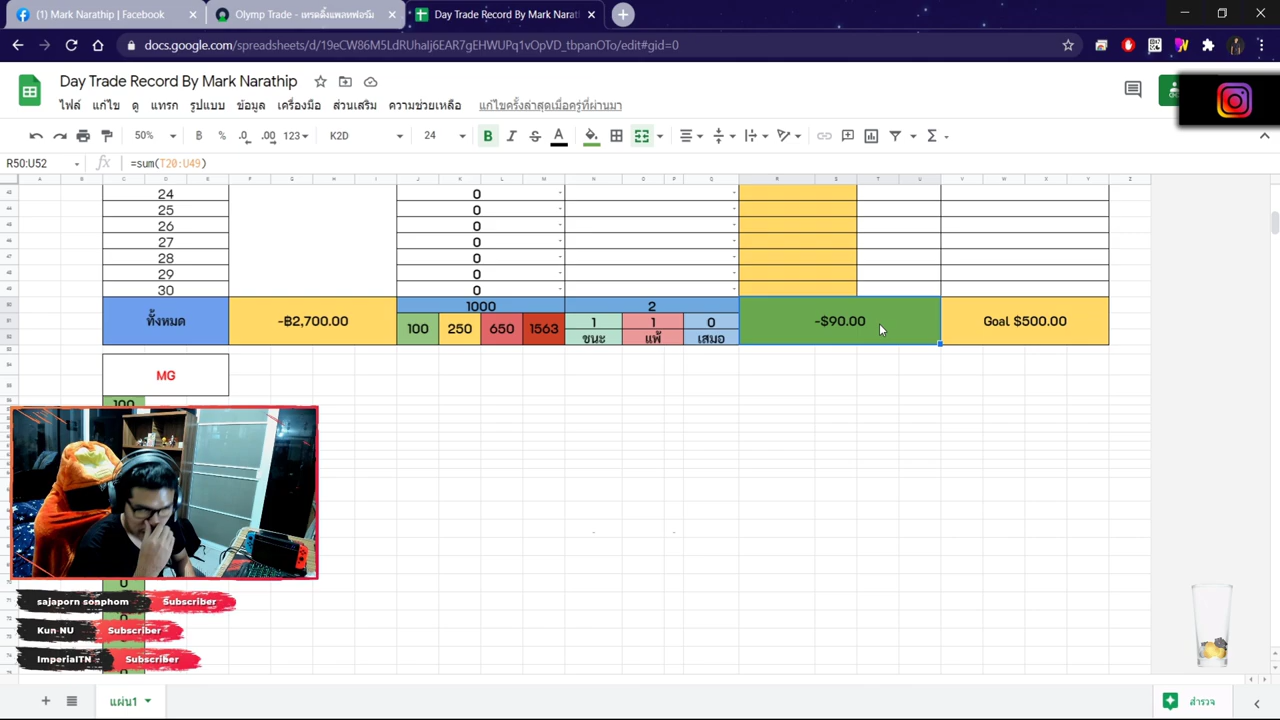 (1) Mark Narathip | Facebook
Olymp Trade - เทรดดิ้งแพลทฟอร์ม
Day Trade Record By Mark Narat
docs.google.com/spreadsheets/d/19eCW86M5LdRUhaIj6EAR7gEHWUPq1vOpVD_tbpanOTo/edit#gid=0
Day Trade Record By Mark Narathip
ไฟล์ แก้ไข ดู แทรก รูปแบบ ข้อมูล เครื่องมือ ส่วนเสริม ความช่วยเหลือ แก้ไขครั้งล่าสุดเมื่อครู่ที่ผ่านมา
50% ฿ % .0 .00 123 K2D 24 B I S A
R50:U52 fx =sum(T20:U49)
24 0
25 0
26 0
27 0
28 0
29 0
30 0
ทั้งหมด -฿2,700.00 1000 2 -$90.00 Goal $500.00
100 250 650 1563 1 1 0
ชนะ แพ้ เสมอ
MG
100
sajaporn sonphom Subscriber
Kun NU Subscriber
ImperialTN Subscriber
แผ่น1
สำรวจ